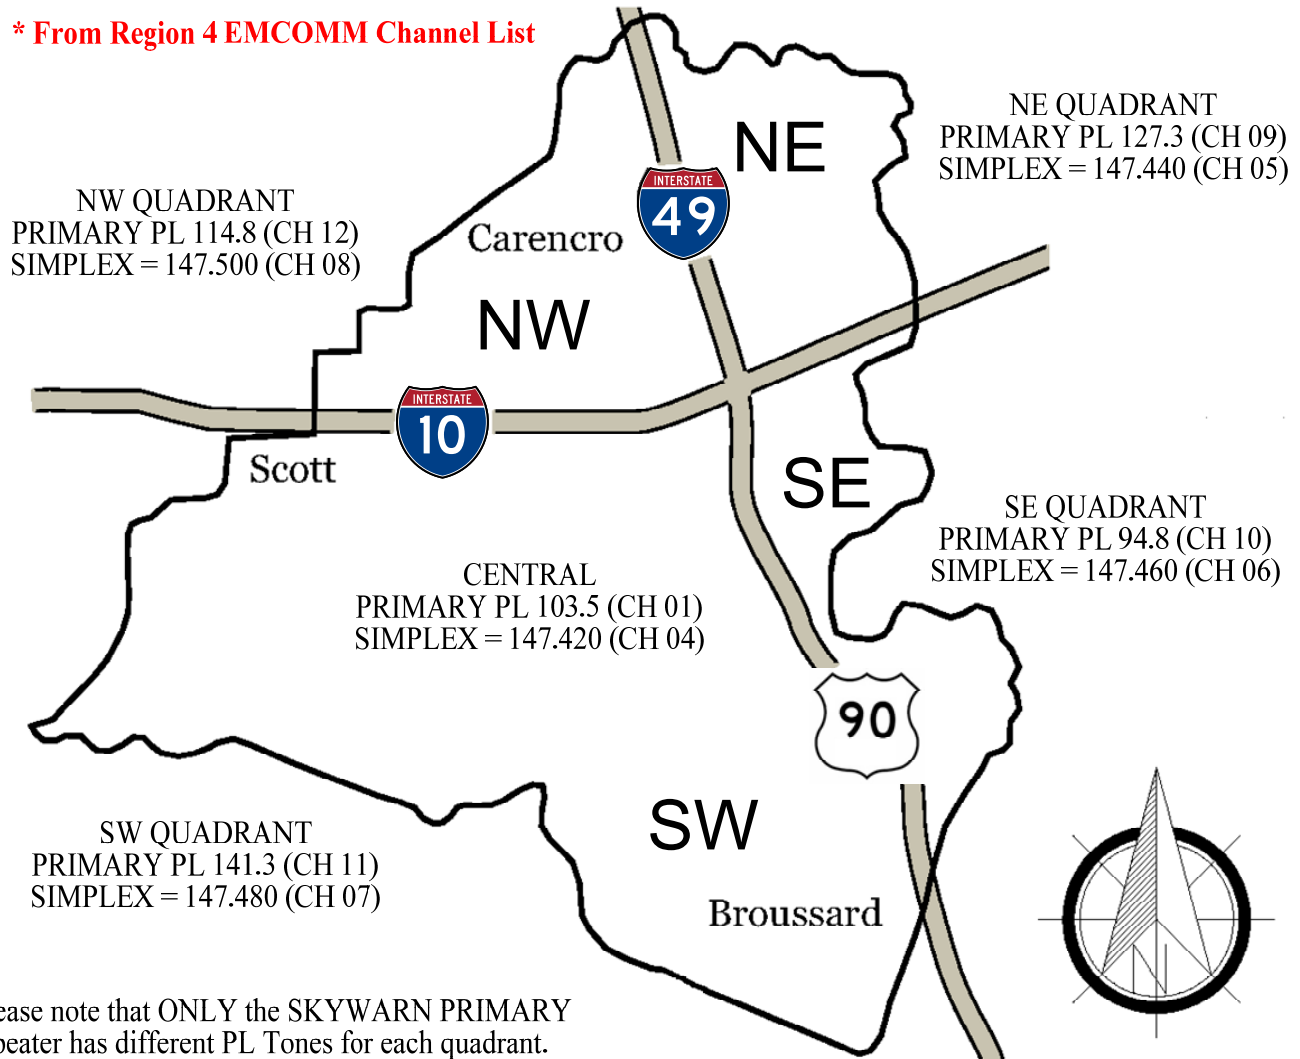 * From Region 4 EMCOMM Channel List
NE QUADRANT
PRIMARY PL 127.3 (CH 09)
SIMPLEX = 147.440 (CH 05)
NE
NW QUADRANT
PRIMARY PL 114.8 (CH 12)
SIMPLEX = 147.500 (CH 08)
INTERSTATE
49
Carencro
NW
INTERSTATE
10
Scott
SE
SE QUADRANT
PRIMARY PL 94.8 (CH 10)
SIMPLEX = 147.460 (CH 06)
CENTRAL
PRIMARY PL 103.5 (CH 01)
SIMPLEX = 147.420 (CH 04)
90
SW
SW QUADRANT
PRIMARY PL 141.3 (CH 11)
SIMPLEX = 147.480 (CH 07)
Broussard
N
ease note that ONLY the SKYWARN PRIMARY
peater has different PL Tones for each quadrant.